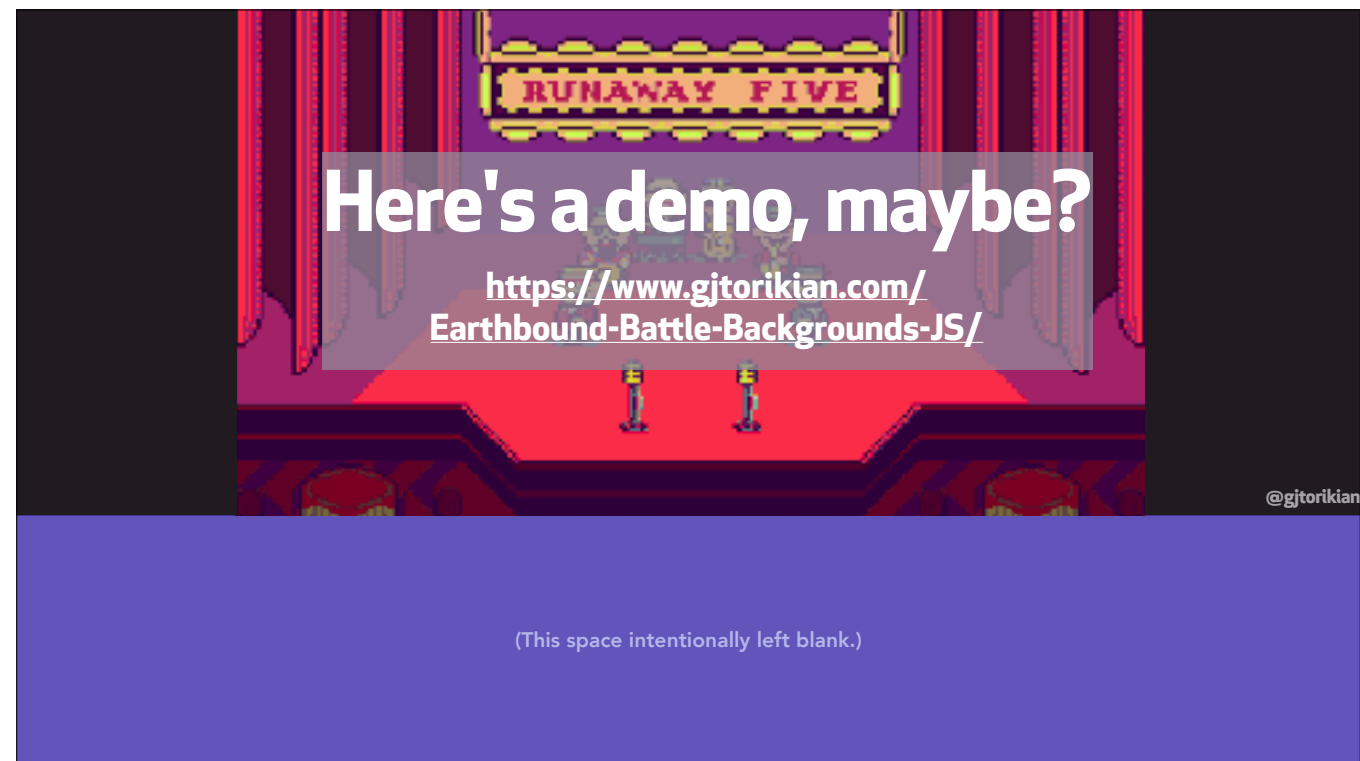 RUNAWAY FIVE
Here's a demo, maybe?
https://www.gjtorikian.com/
Earthbound-Battle-Backgrounds-JS/
@gjtorikian
(This space intentionally left blank.)